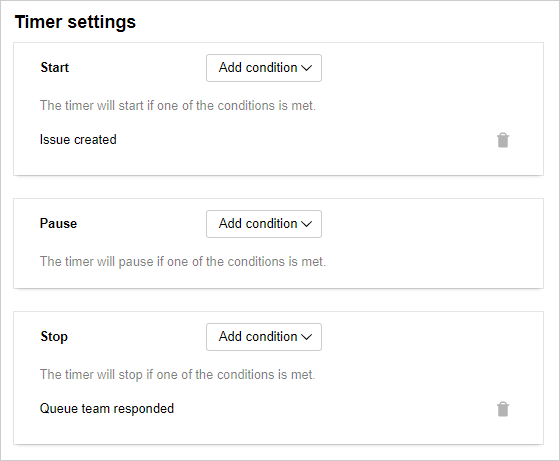 Timer settings
Start
Add condition
The timer will start if one of the conditions is met.
Issue created
Pause
Add condition
The timer will pause if one of the conditions is met.
Stop
Add condition
The timer will stop if one of the conditions is met.
Queue team responded